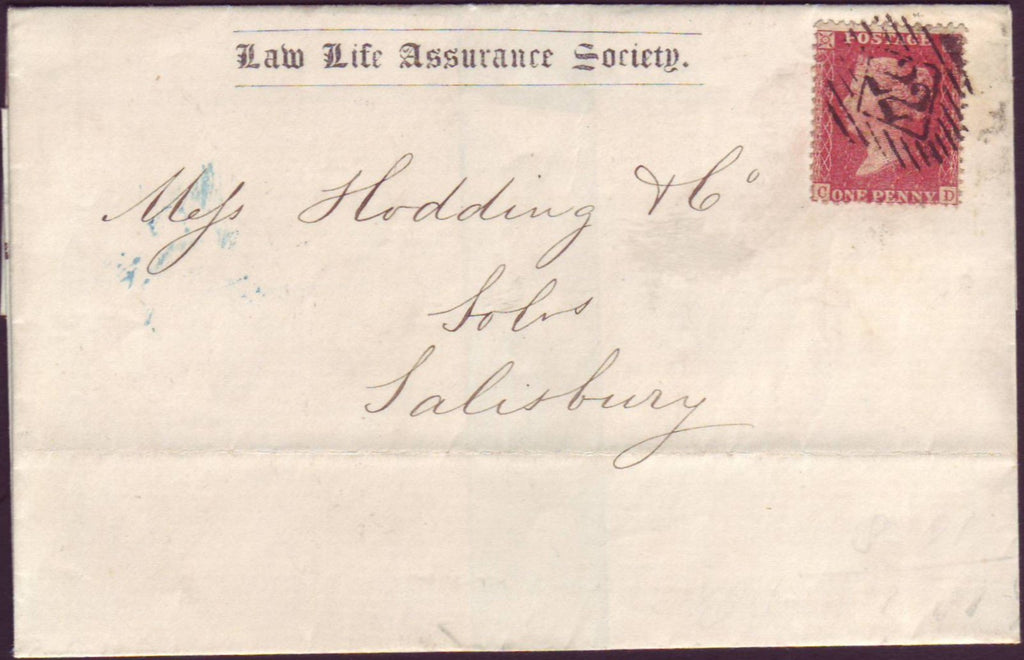 Law Life Assurance Society.
POSTAGE
Mess Hodding & Co
C ONE PENNY D
Solrs
Salisbury